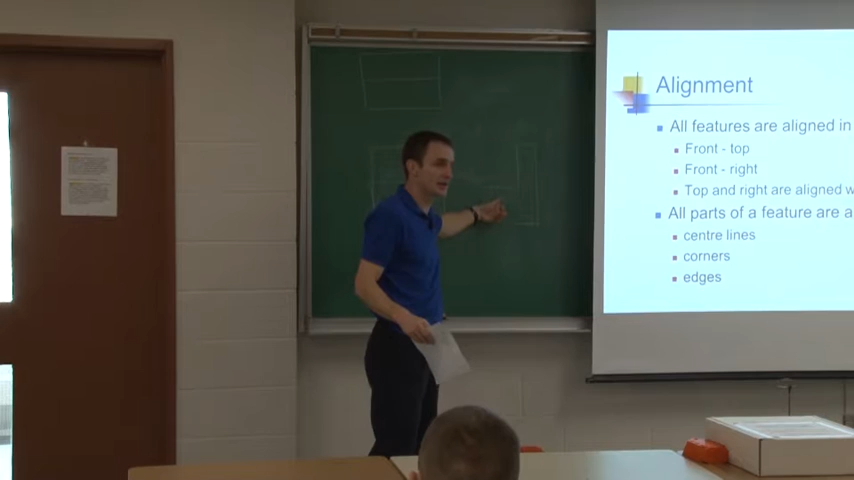 Alignment
All features are aligned in
Front - top
Front - right
Top and right are aligned
All parts of a feature are
centre lines
corners
edges